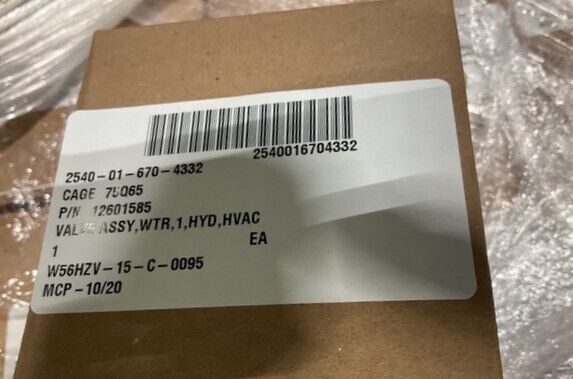 2540016704332
2540-01-670-4332
CAGE 75Q65
P/N 12601585
ASSY,WTR,1,HYD,HVAC
1 EA
W56HZV-15-C-0095
MCP-10/20